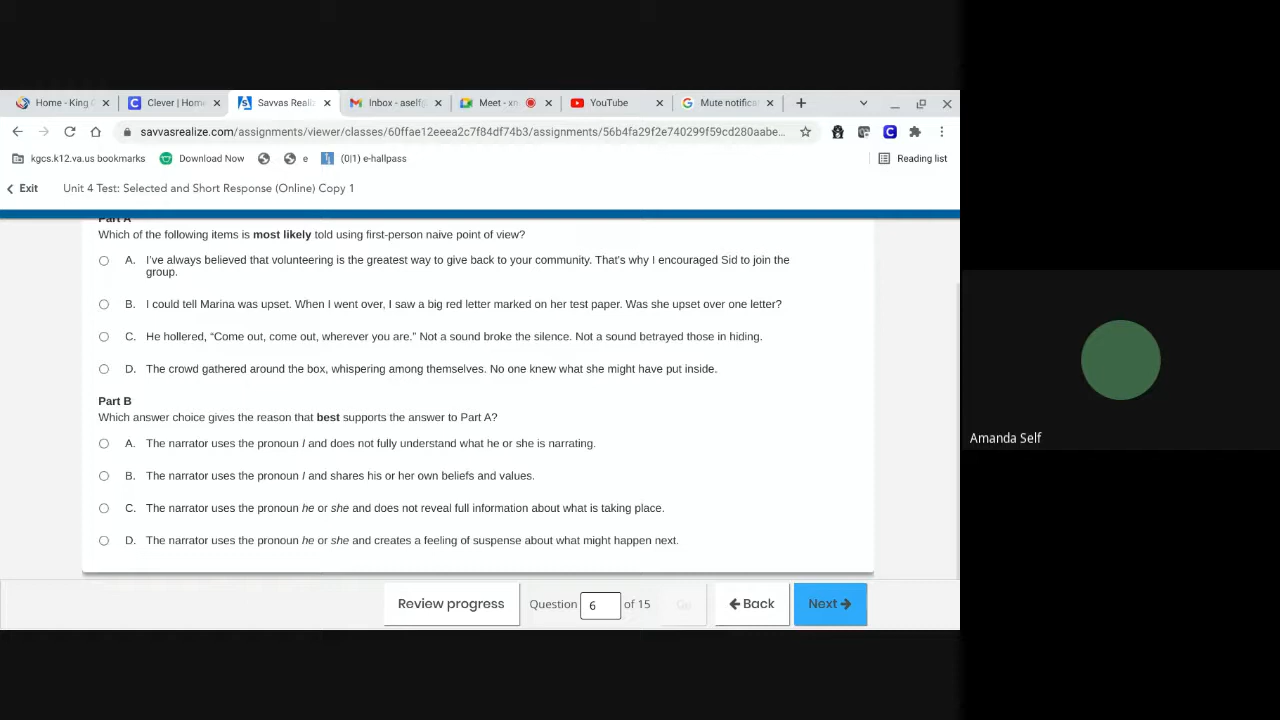 Home - King
Clever | Hom
Savvas Realiz
Inbox - aself
Meet - xn
YouTube
Mute notifica
savvasrealize.com/assignments/viewer/classes/60ffae12eeea2c7f84df74b3/assignments/56b4fa29f2e740299f59cd280aabe...
kgcs.k12.va.us bookmarks
Download Now
e
(0|1) e-hallpass
Reading list
Exit
Unit 4 Test: Selected and Short Response (Online) Copy 1
Part A
Which of the following items is most likely told using first-person naive point of view?
A. I've always believed that volunteering is the greatest way to give back to your community. That's why I encouraged Sid to join the
group.
B. I could tell Marina was upset. When I went over, I saw a big red letter marked on her test paper. Was she upset over one letter?
C. He hollered, “Come out, come out, wherever you are.” Not a sound broke the silence. Not a sound betrayed those in hiding.
D. The crowd gathered around the box, whispering among themselves. No one knew what she might have put inside.
Part B
Which answer choice gives the reason that best supports the answer to Part A?
A. The narrator uses the pronoun I and does not fully understand what he or she is narrating.
B. The narrator uses the pronoun I and shares his or her own beliefs and values.
C. The narrator uses the pronoun he or she and does not reveal full information about what is taking place.
D. The narrator uses the pronoun he or she and creates a feeling of suspense about what might happen next.
Review progress
Question 6 of 15
Go
Back
Next
Amanda Self